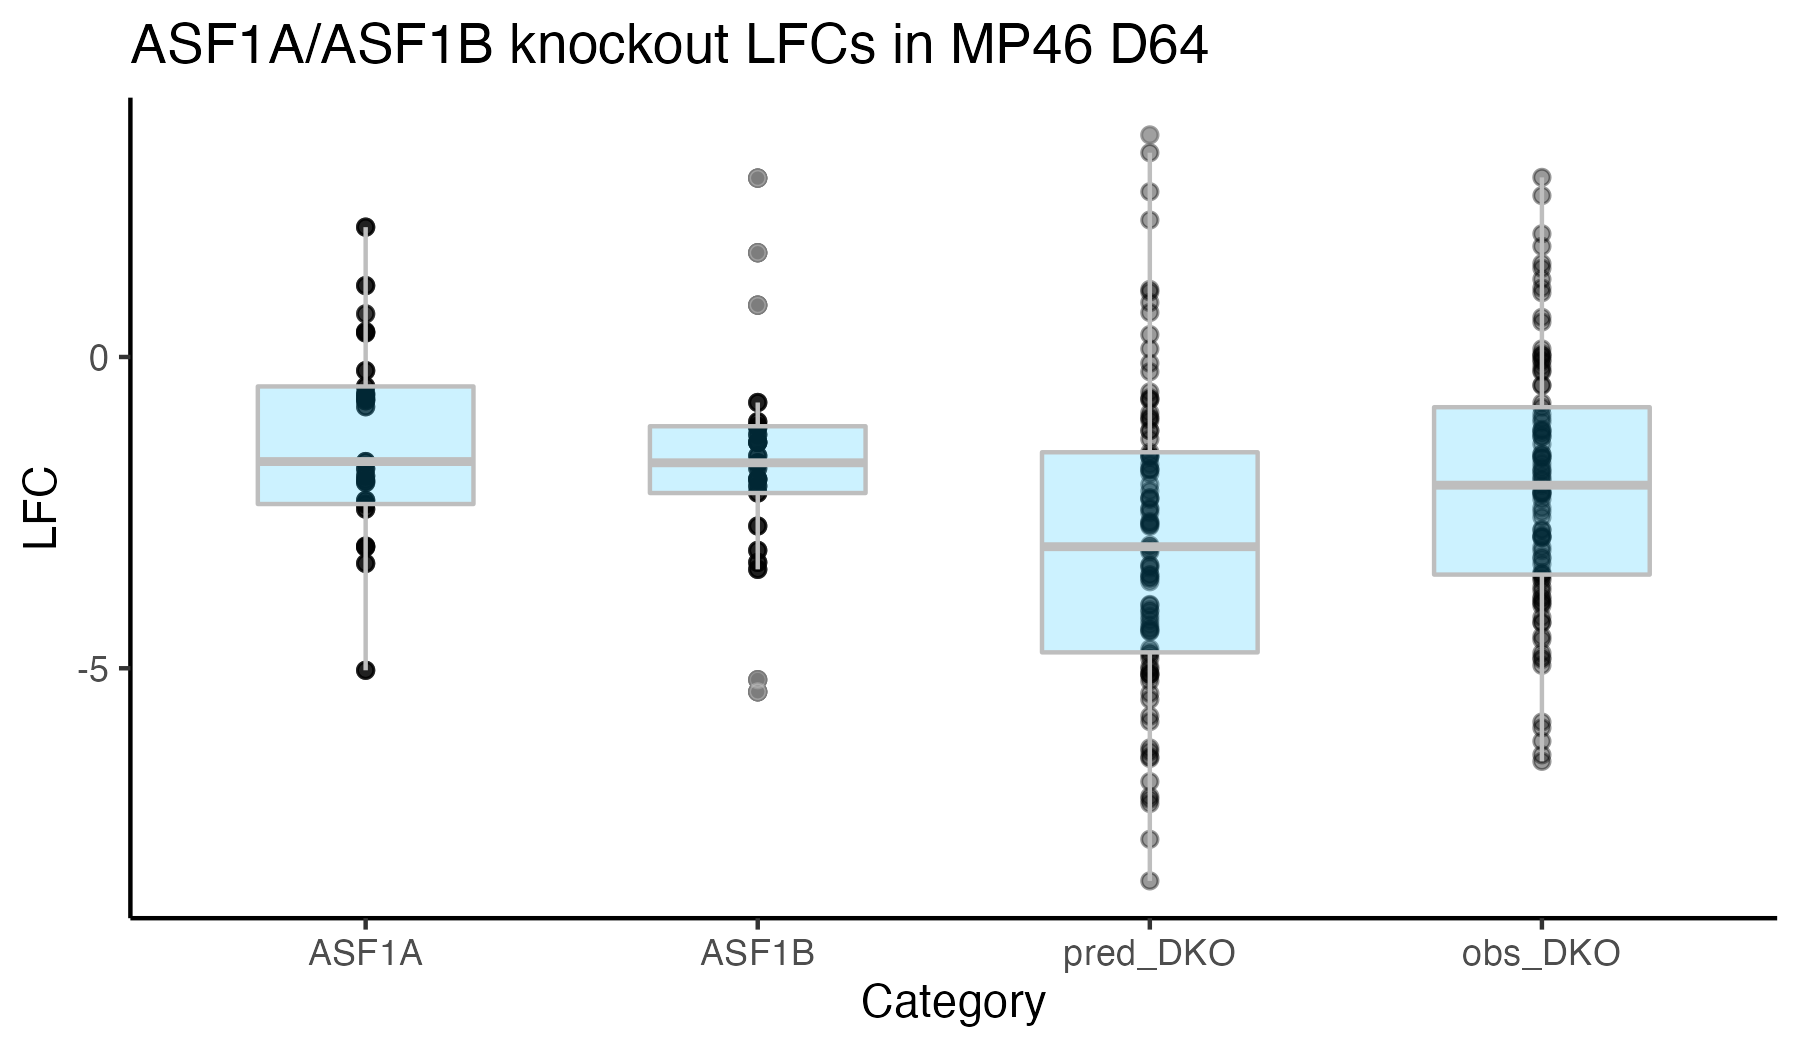 ASF1A/ASF1B knockout LFCs in MP46 D64
LFC
0
-5
ASF1A ASF1B pred_DKO obs_DKO
Category